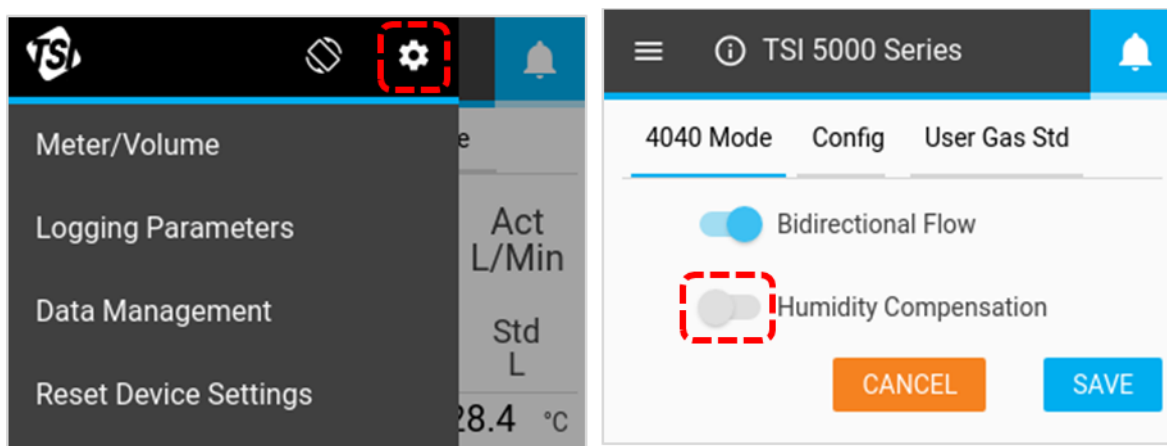 TSI
Meter/Volume
e
Logging Parameters
Act
L/Min
Data Management
Std
L
Reset Device Settings
28.4 °C
TSI 5000 Series
4040 Mode Config User Gas Std
Bidirectional Flow
Humidity Compensation
CANCEL SAVE